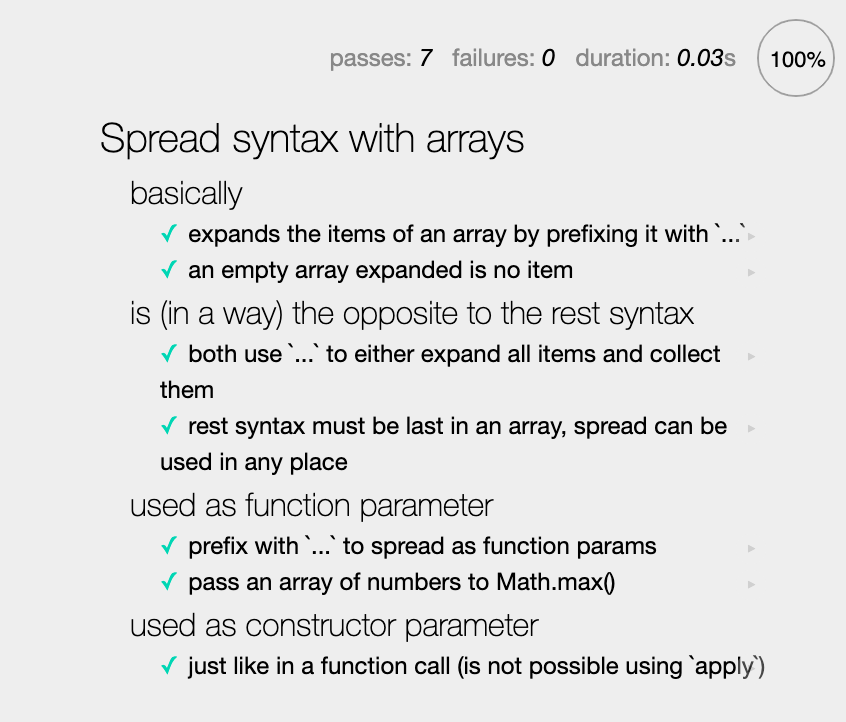 passes: 7 failures: 0 duration: 0.03s 100%
Spread syntax with arrays
basically
✓ expands the items of an array by prefixing it with `...`
✓ an empty array expanded is no item
is (in a way) the opposite to the rest syntax
✓ both use `...` to either expand all items and collect
them
✓ rest syntax must be last in an array, spread can be
used in any place
used as function parameter
✓ prefix with `...` to spread as function params
✓ pass an array of numbers to Math.max()
used as constructor parameter
✓ just like in a function call (is not possible using `apply`)